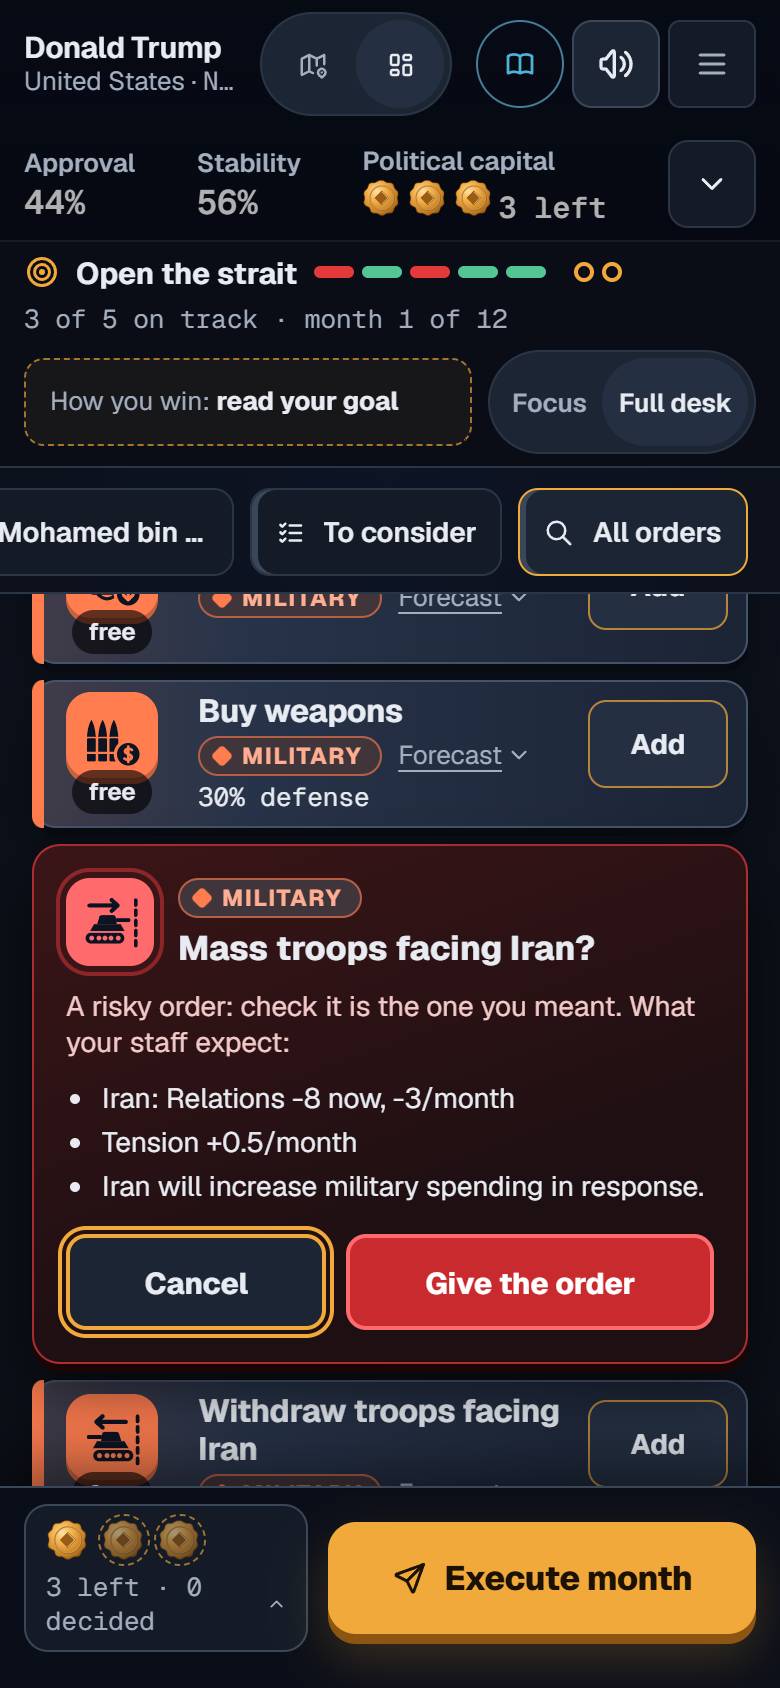 Donald Trump
United States · N...
Approval
44%
Stability
56%
Political capital
3 left
Open the strait
3 of 5 on track · month 1 of 12
How you win: read your goal
Focus
Full desk
Mohamed bin ...
To consider
All orders
free
MILITARY
Forecast
Add
Buy weapons
free
MILITARY
Forecast
30% defense
Add
MILITARY
Mass troops facing Iran?
A risky order: check it is the one you meant. What
your staff expect:
• Iran: Relations -8 now, -3/month
• Tension +0.5/month
• Iran will increase military spending in response.
Cancel
Give the order
Withdraw troops facing
Iran
Add
3 left · 0
decided
Execute month